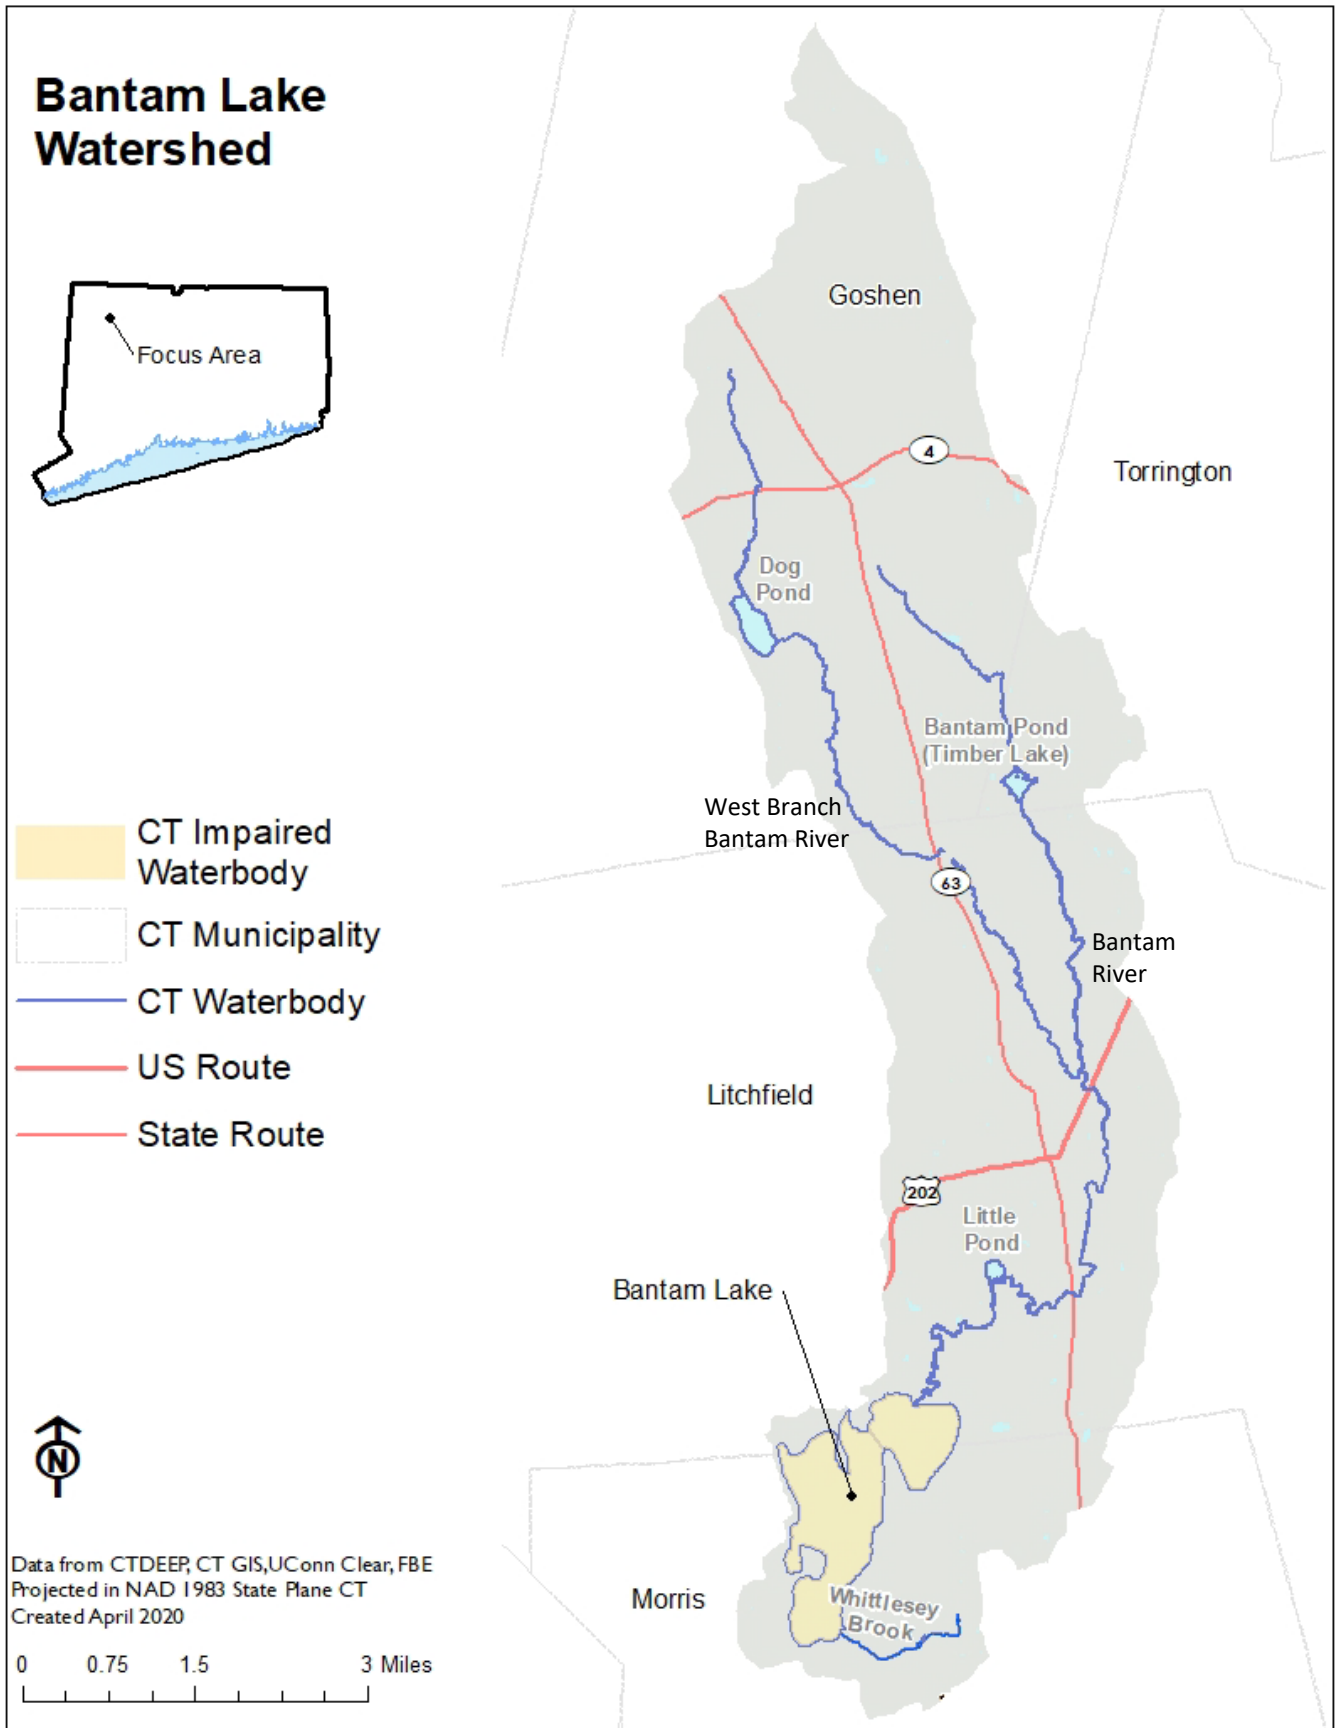 Bantam Lake
Watershed
Focus Area
Goshen
4
Torrington
Dog
Pond
Bantam Pond
(Timber Lake)
West Branch
Bantam River
63
Bantam
River
CT Impaired
Waterbody
CT Municipality
CT Waterbody
US Route
State Route
Litchfield
202
Little
Pond
Bantam Lake
N
Data from CTDEEP, CT GIS,UConn Clear, FBE
Projected in NAD 1983 State Plane CT
Created April 2020
Morris
Whittlesey
Brook
0 0.75 1.5 3 Miles